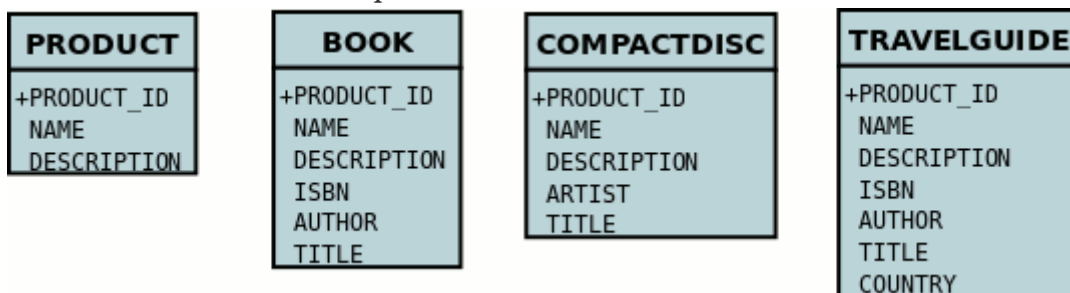 PRODUCT
+PRODUCT_ID
NAME
DESCRIPTION
BOOK
+PRODUCT_ID
NAME
DESCRIPTION
ISBN
AUTHOR
TITLE
COMPACTDISC
+PRODUCT_ID
NAME
DESCRIPTION
ARTIST
TITLE
TRAVELGUIDE
+PRODUCT_ID
NAME
DESCRIPTION
ISBN
AUTHOR
TITLE
COUNTRY